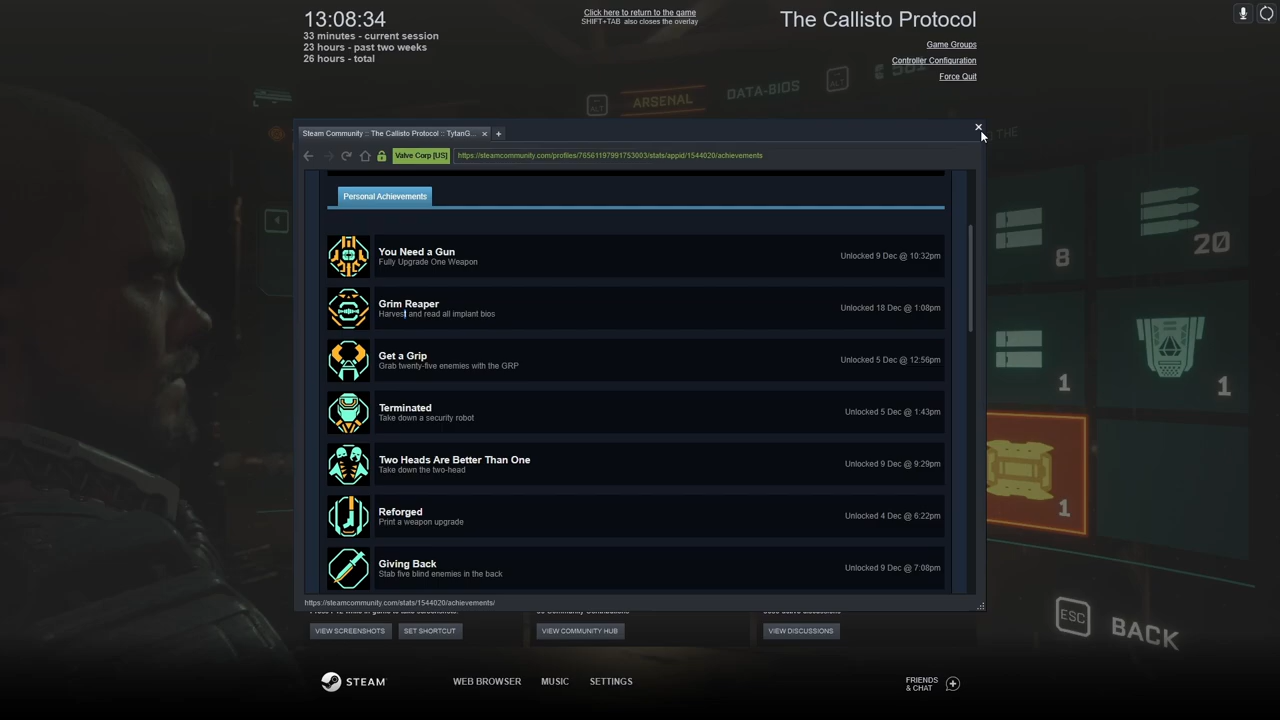 13:08:34
33 minutes - current session
23 hours - past two weeks
26 hours - total
Click here to return to the game
SHIFT+TAB also closes the overlay
The Callisto Protocol
Game Groups
Controller Configuration
Force Quit
ALT
ARSENAL
DATA-BIOS
ALT
Steam Community :: The Callisto Protocol :: TytanG...
Valve Corp [US]
https://steamcommunity.com/profiles/76561197991753003/stats/appid/1544020/achievements
Personal Achievements
You Need a Gun
Fully Upgrade One Weapon
Unlocked 9 Dec @ 10:32pm
Grim Reaper
Harvest and read all implant bios
Unlocked 18 Dec @ 1:08pm
Get a Grip
Grab twenty-five enemies with the GRP
Unlocked 5 Dec @ 12:56pm
Terminated
Take down a security robot
Unlocked 5 Dec @ 1:43pm
Two Heads Are Better Than One
Take down the two-head
Unlocked 9 Dec @ 9:29pm
Reforged
Print a weapon upgrade
Unlocked 4 Dec @ 6:22pm
Giving Back
Stab five blind enemies in the back
Unlocked 9 Dec @ 7:08pm
https://steamcommunity.com/stats/1544020/achievements/
THE
8
20
1
1
1
VIEW SCREENSHOTS
SET SHORTCUT
VIEW COMMUNITY HUB
VIEW DISCUSSIONS
ESC
BACK
STEAM
WEB BROWSER
MUSIC
SETTINGS
FRIENDS
& CHAT